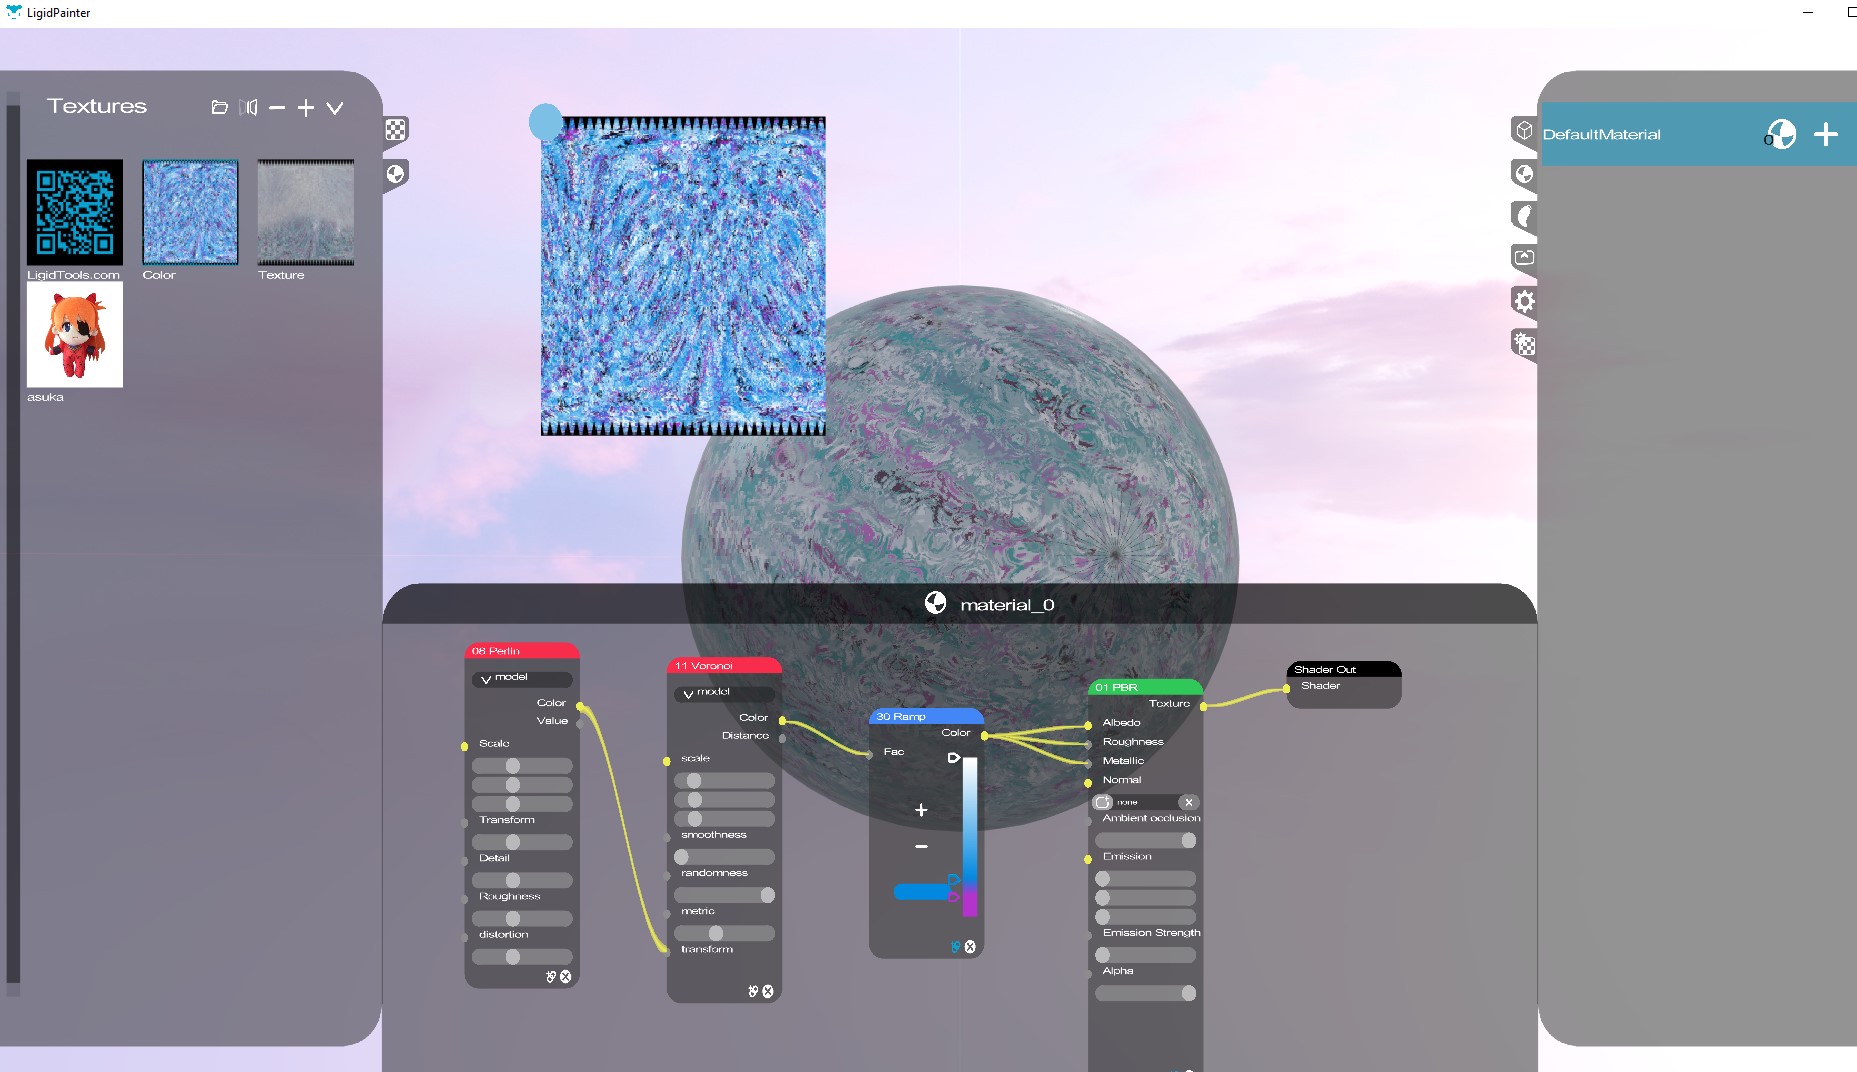 LigidPainter
Textures
LigidTools.com
Color
Texture
asuka
DefaultMaterial
material_0
08 Perlin
model
Color
Value
Scale
Transform
Detail
Roughness
distortion
11 Voronoi
model
Color
Distance
scale
smoothness
randomness
metric
transform
30 Ramp
Color
Fac
01 PBR
Texture
Albedo
Roughness
Metallic
Normal
none
Ambient occlusion
Emission
Emission Strength
Alpha
Shader Out
Shader